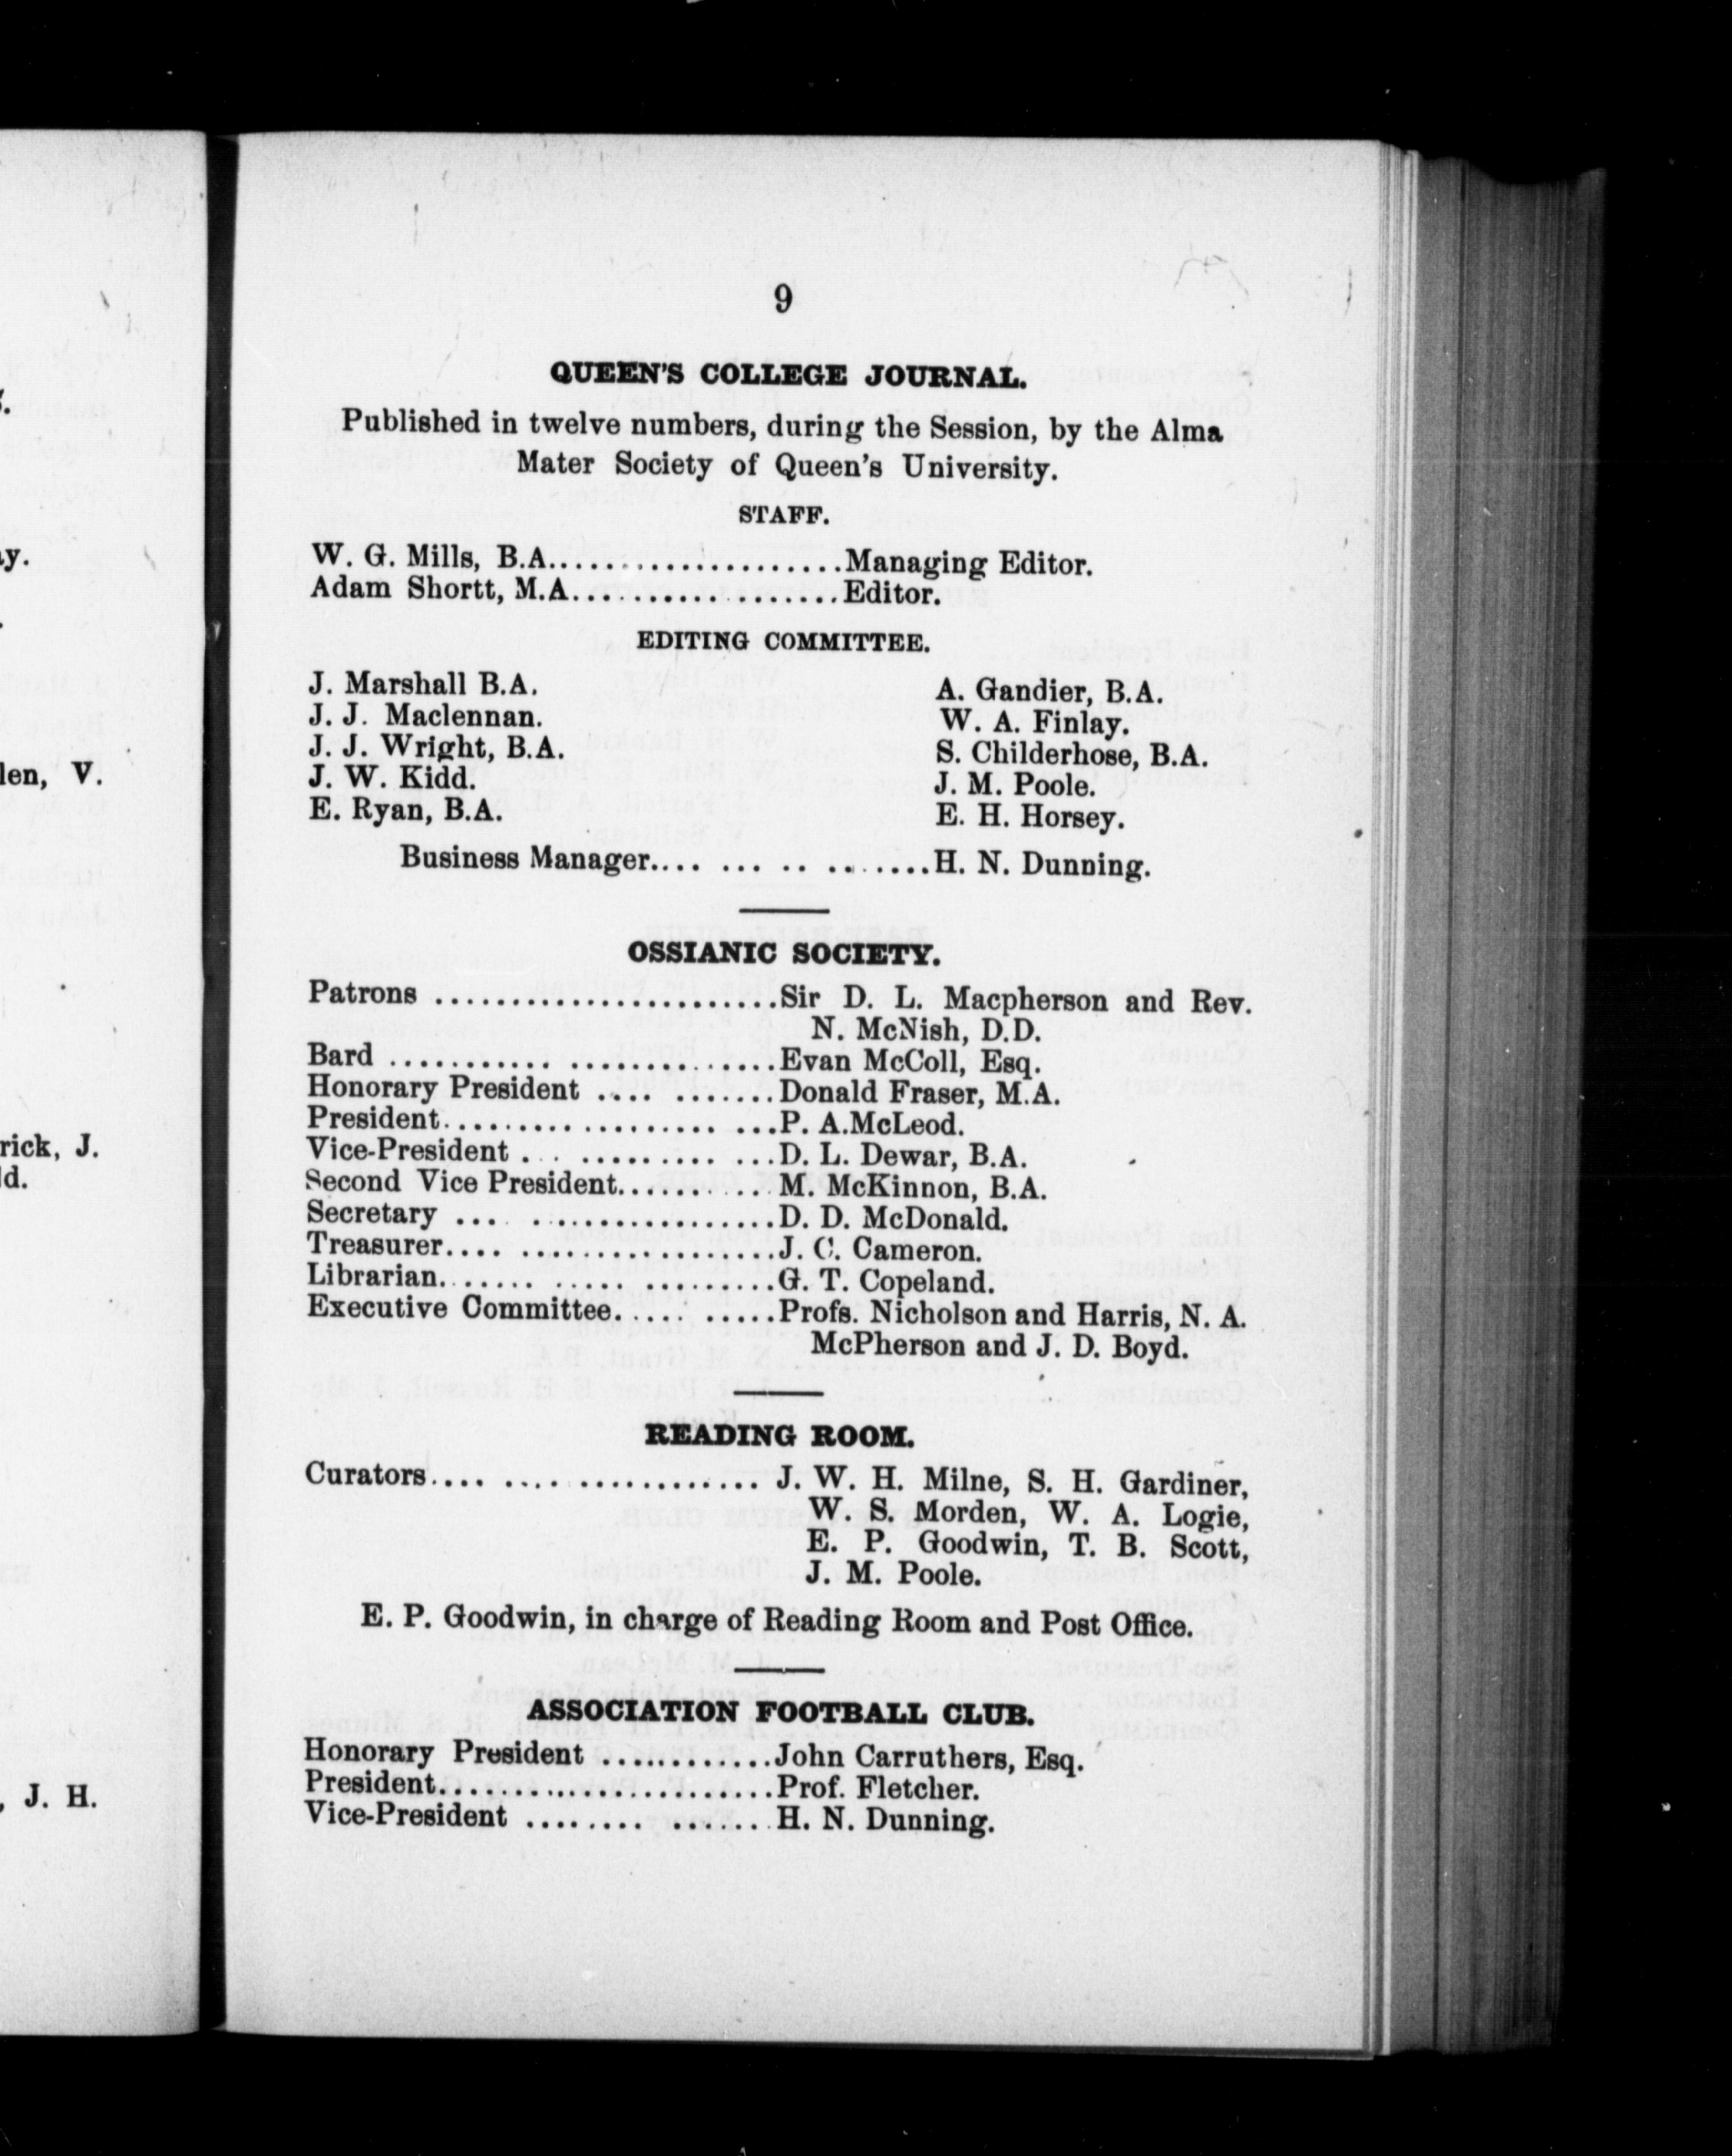 9
QUEEN'S COLLEGE JOURNAL.
Published in twelve numbers, during the Session, by the Alma
Mater Society of Queen's University.
STAFF.
W. G. Mills, B.A.....................Managing Editor.
Adam Shortt, M.A...................Editor.
EDITING COMMITTEE.
J. Marshall B.A. A. Gandier, B.A.
J. J. Maclennan. W. A. Finlay.
J. J. Wright, B.A. S. Childerhose, B.A.
J. W. Kidd. J. M. Poole.
E. Ryan, B.A. E. H. Horsey.
Business Manager.... ... .. ........H. N. Dunning.
OSSIANIC SOCIETY.
Patrons .......................Sir D. L. Macpherson and Rev.
N. McNish, D.D.
Bard ........... ..............Evan McColl, Esq.
Honorary President .... .......Donald Fraser, M.A.
President................... ...P. A.McLeod.
Vice-President ... ......... ...D. L. Dewar, B.A.
Second Vice President.......... M. McKinnon, B.A.
Secretary ... .................D. D. McDonald.
Treasurer.... .................J. C. Cameron.
Librarian....... ..... .........G. T. Copeland.
Executive Committee..... .....Profs. Nicholson and Harris, N. A.
McPherson and J. D. Boyd.
READING ROOM.
Curators.... .... ............ J. W. H. Milne, S. H. Gardiner,
W. S. Morden, W. A. Logie,
E. P. Goodwin, T. B. Scott,
J. M. Poole.
E. P. Goodwin, in charge of Reading Room and Post Office.
ASSOCIATION FOOTBALL CLUB.
Honorary President ............John Carruthers, Esq.
President......................Prof. Fletcher.
Vice-President ........ .......H. N. Dunning.
len, V.
rick, J.
J. H.